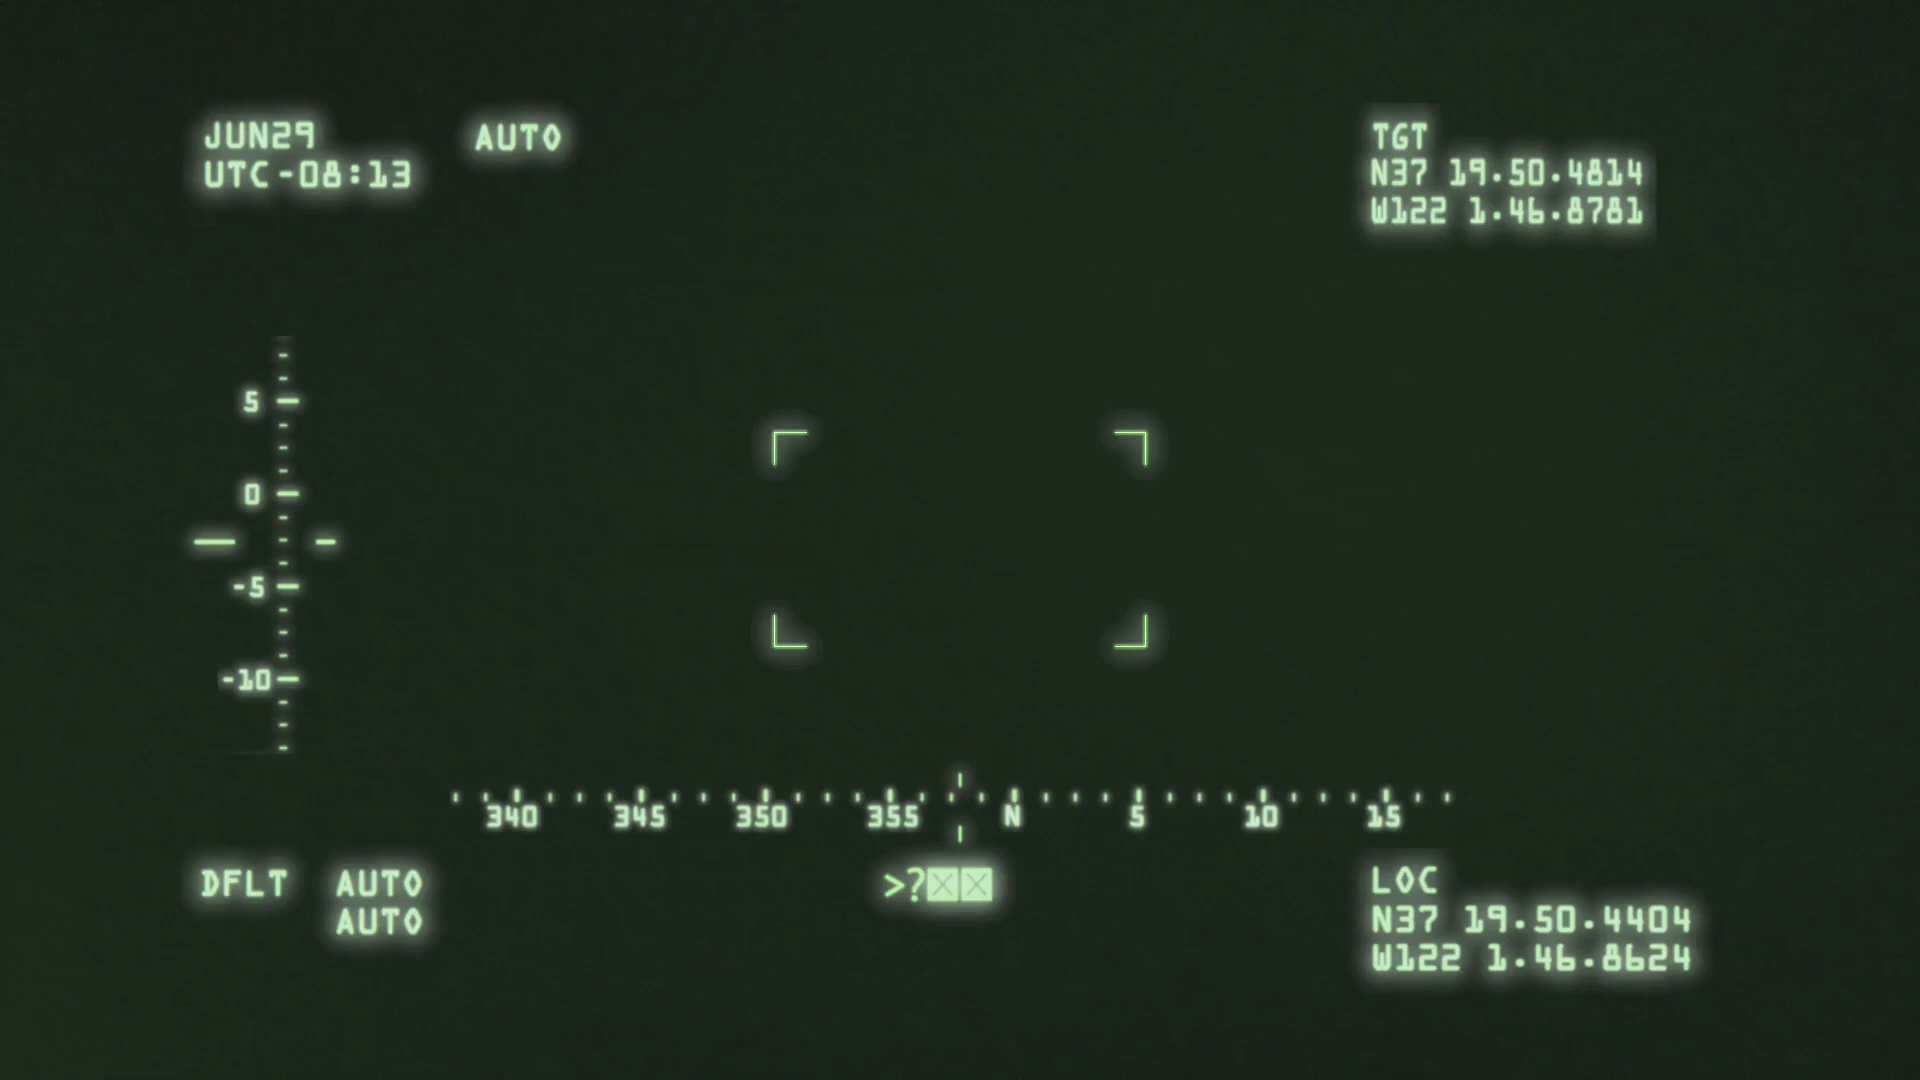 JUN29
UTC-08:13
AUTO
TGT
N37 19.50.4814
W122 1.46.8781
5
0
-5
-10
340 345 350 355 N 5 10 15
DFLT AUTO
AUTO
>?
LOC
N37 19.50.4404
W122 1.46.8624